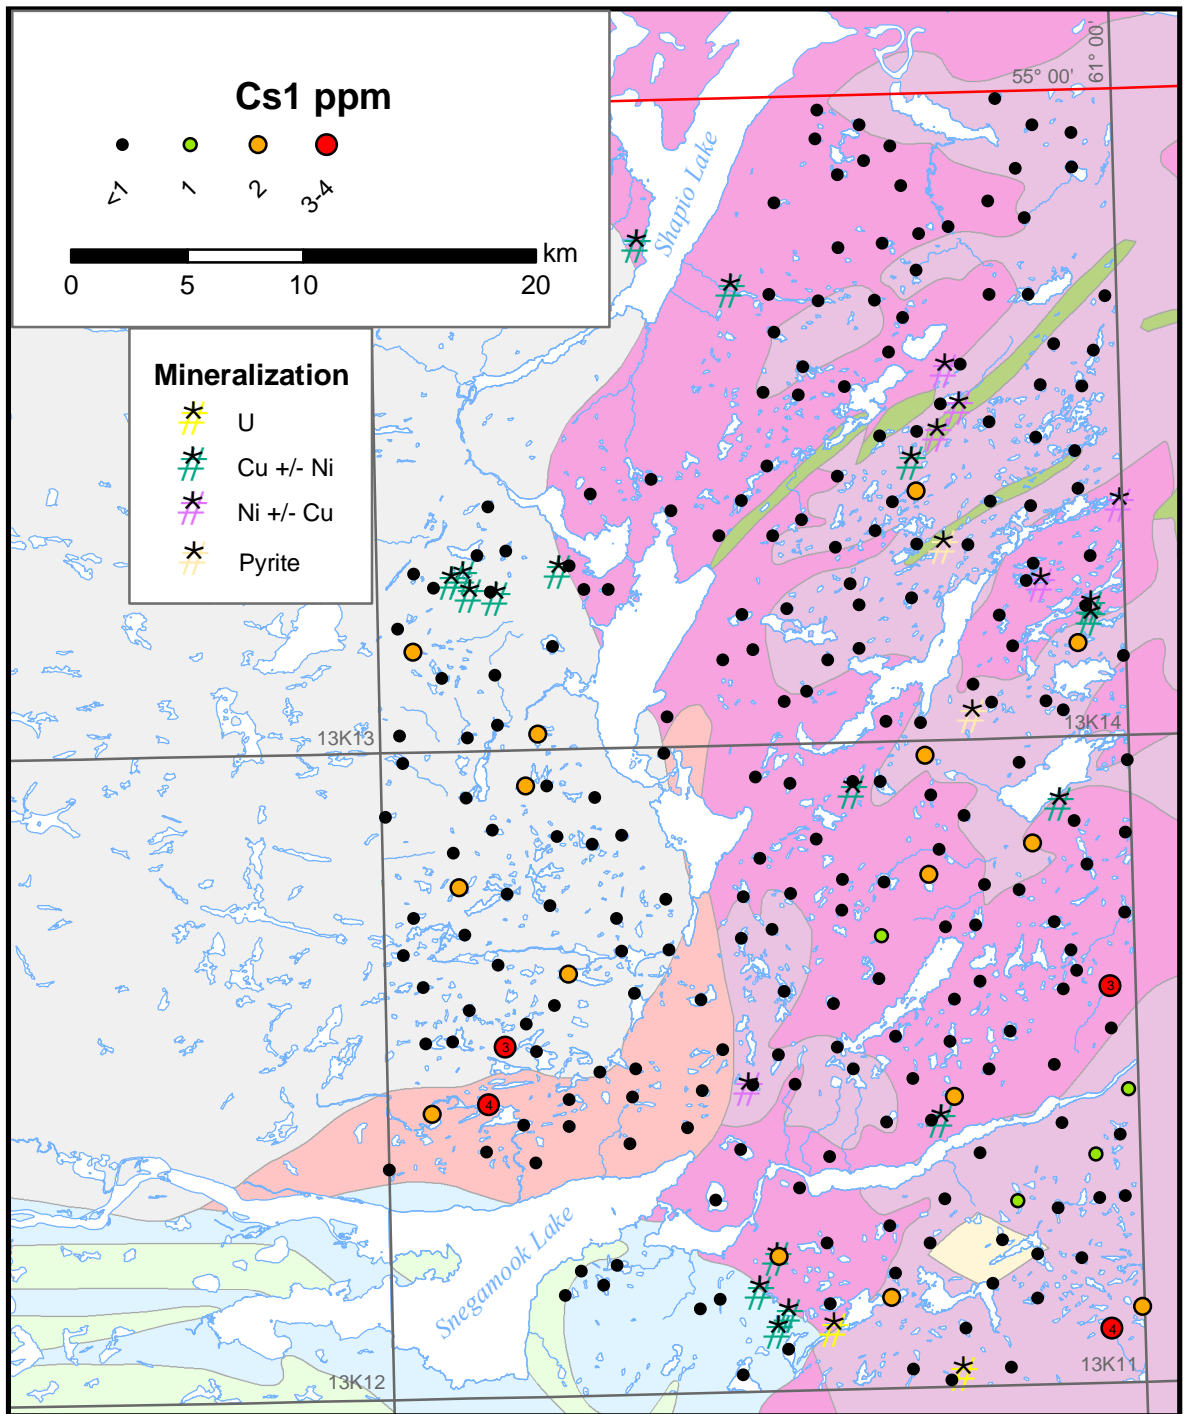 Cs1 ppm
<1 1 2 3-4
km
0 5 10 20
Mineralization
U
Cu +/- Ni
Ni +/- Cu
Pyrite
55° 00'
61° 00'
Shapio Lake
13K13
13K14
3
3
4
Snegamook Lake
4
13K12
13K11